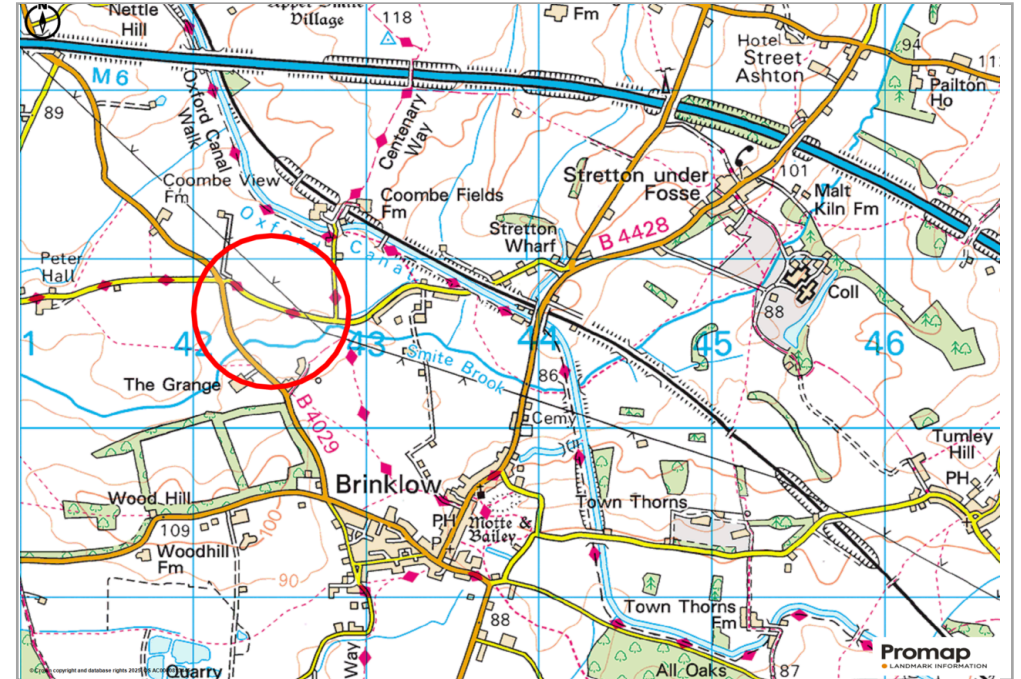 Nettle
Hill
Upper Smite
Village
118
Fm
Hotel
Street
Ashton
94
Pailton
Ho
M 6
89
Oxford Canal
Walk
Centenary
Way
Coombe View
Fm
Coombe Fields
Fm
Stretton under
Fosse
101
Malt
Kiln Fm
Oxford Canal
Stretton
Wharf
B 4428
Peter
Hall
Coll
88
1
42
43
44
45
46
Smite Brook
The Grange
86
B 4029
Cemy
Tumley
Hill
PH
Brinklow
Wood Hill
109
100
Town Thorns
PH
Motte &
Bailey
P
Woodhill
Fm
90
88
Town Thorns
Fm
Way
Quarry
All Oaks
87
Promap
LANDMARK INFORMATION